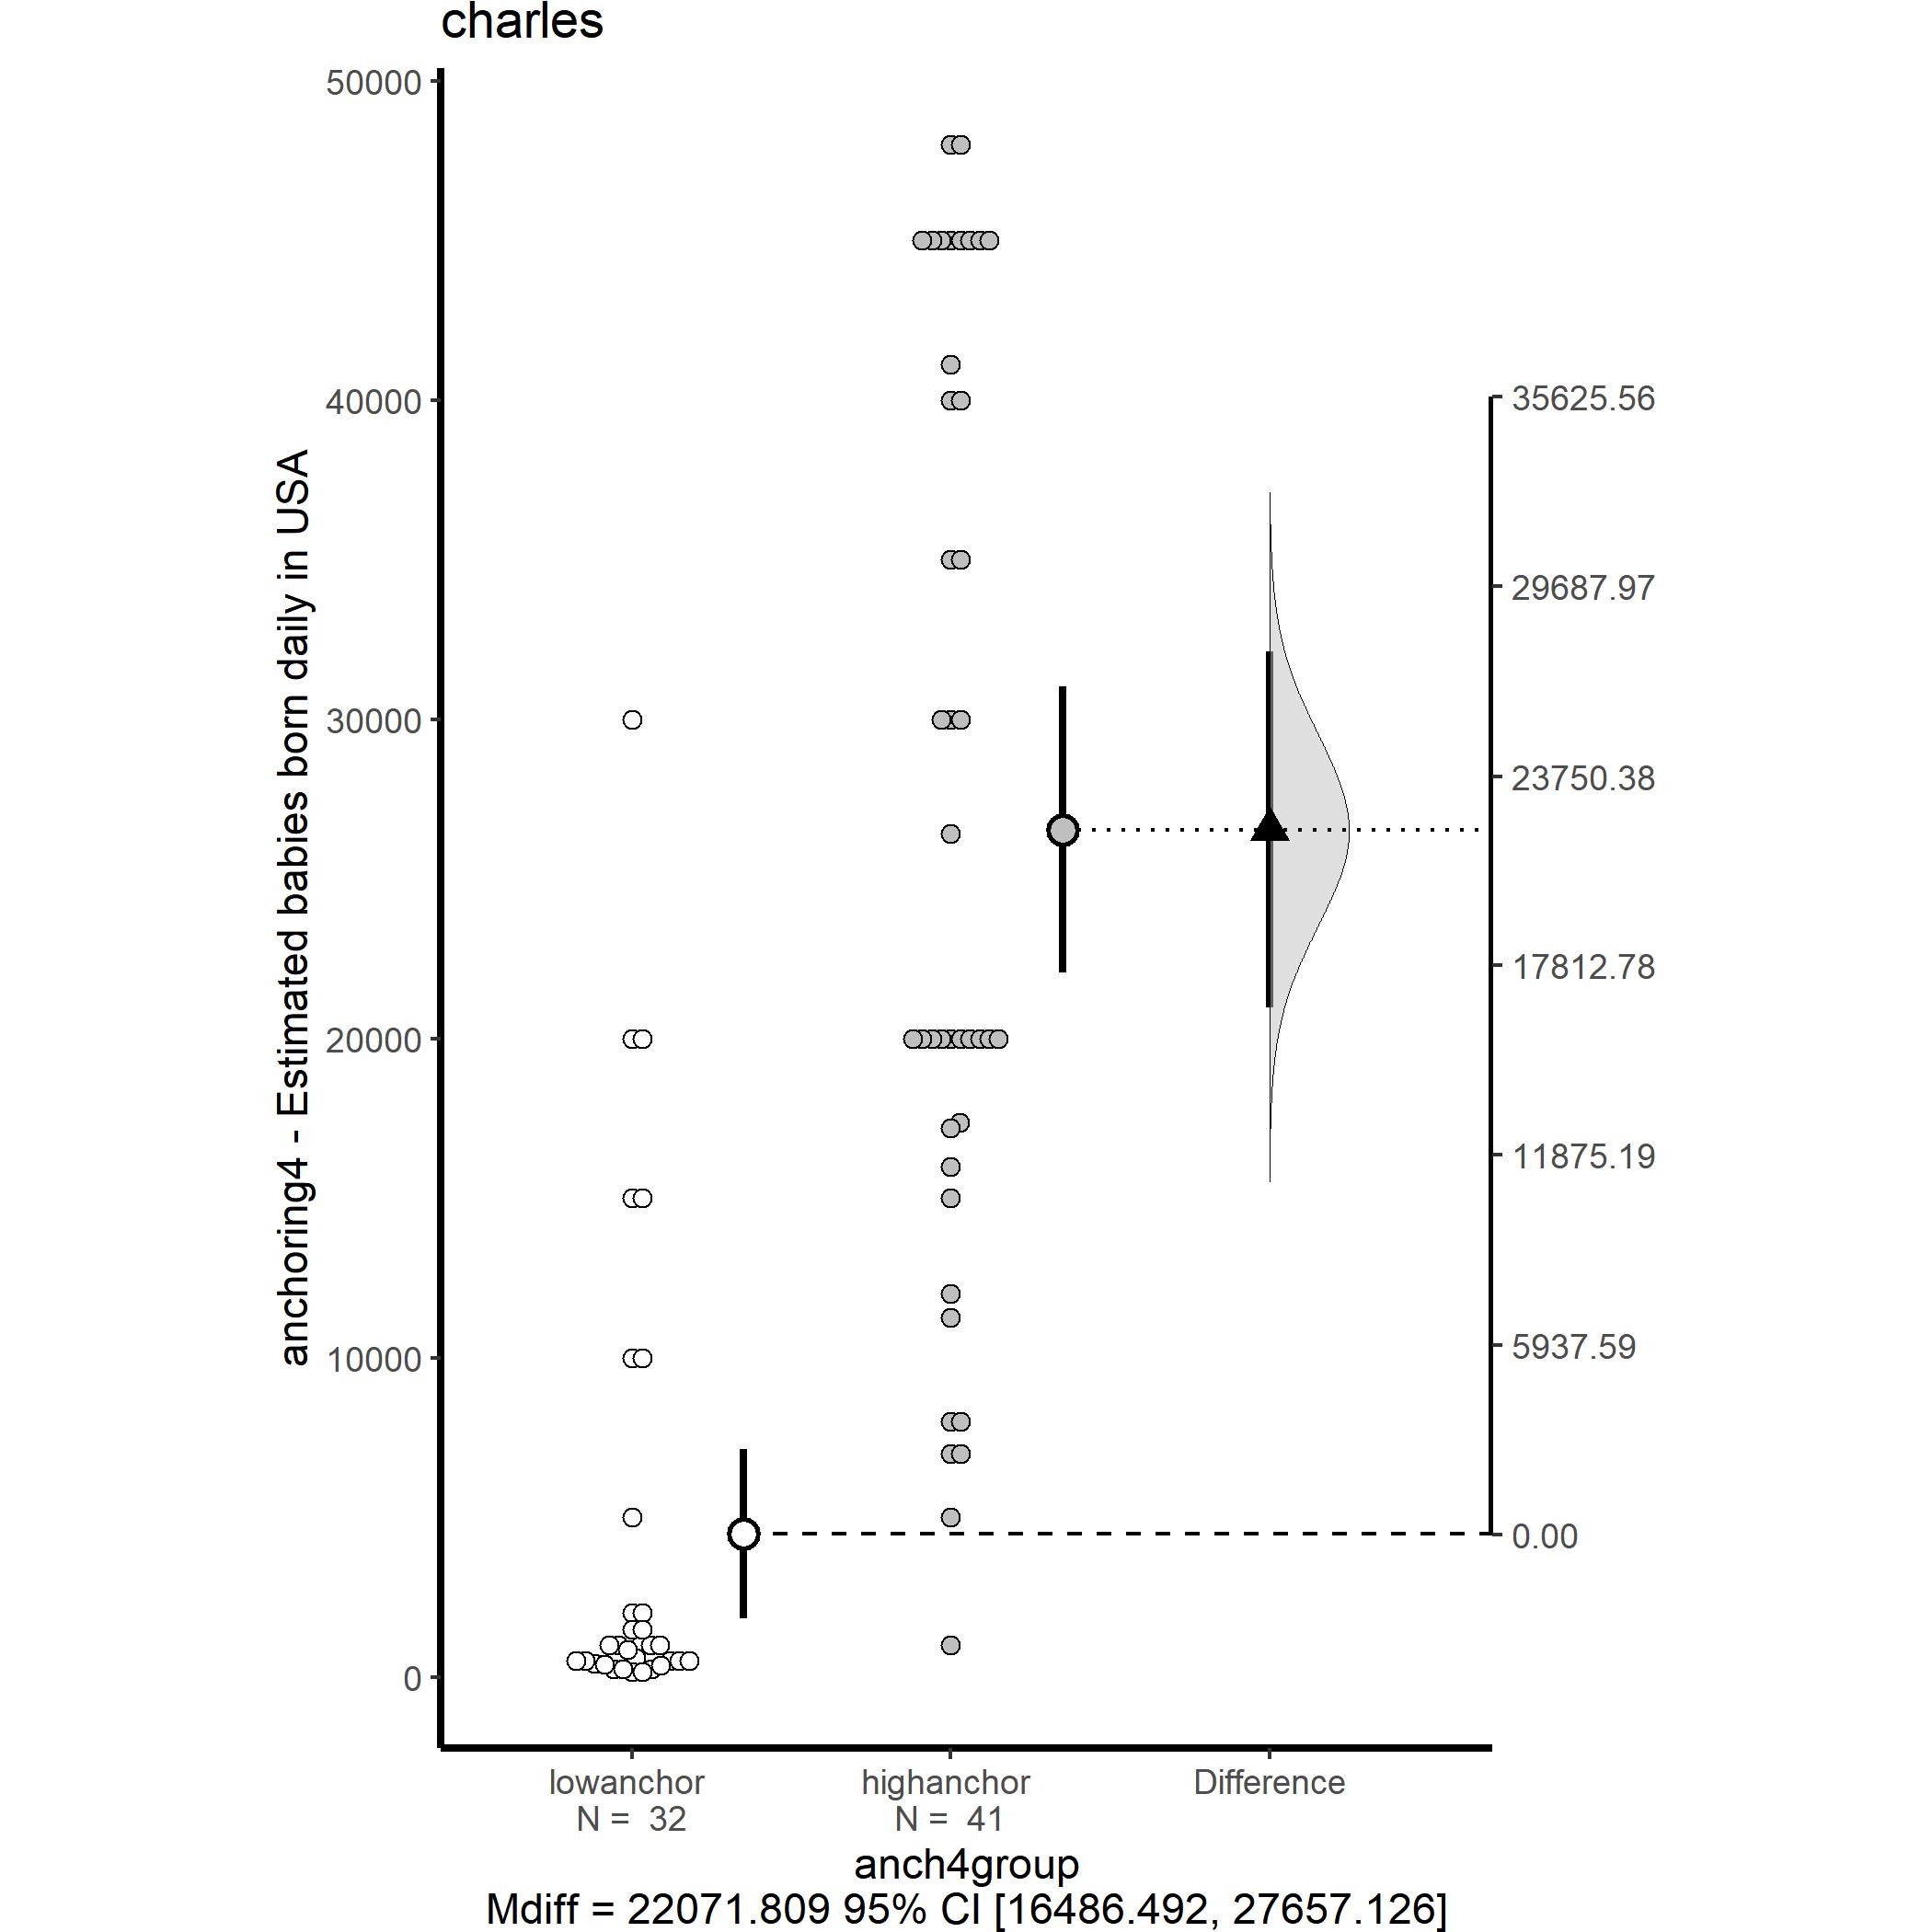 charles
50000
40000
30000
20000
10000
0
anchoring4 - Estimated babies born daily in USA
35625.56
29687.97
23750.38
17812.78
11875.19
5937.59
0.00
lowanchor
N =  32
highanchor
N =  41
Difference
anch4group
Mdiff = 22071.809 95% CI [16486.492, 27657.126]